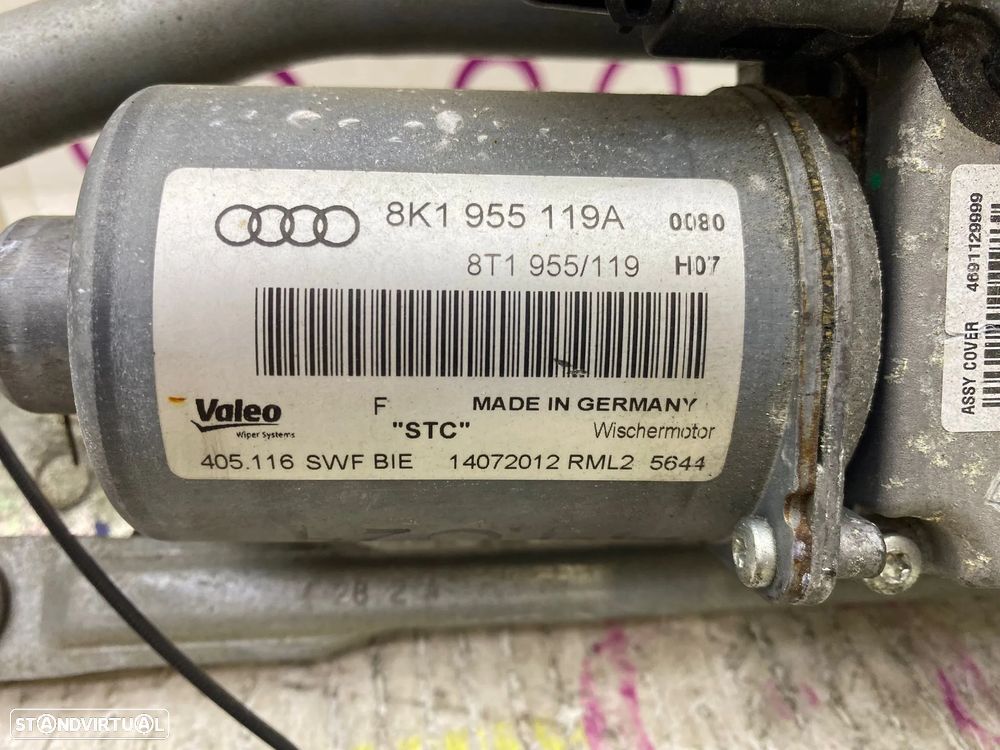 8K1 955 119A 0080
8T1 955/119 H07
Valeo
Wiper Systems
F MADE IN GERMANY
"STC" Wischermotor
405.116 SWF BIE 14072012 RML2 5644
ASSY COVER 4691129999
STANDVIRTUAL